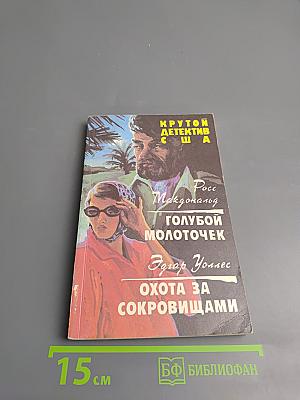 КРУТОЙ
ДЕТЕКТИВ
США
Росс
Макдональд
ГОЛУБОЙ
МОЛОТОЧЕК
Эдгар Уоллес
ОХОТА ЗА
СОКРОВИЩАМИ
15 см
БФ БИБЛИОФАН